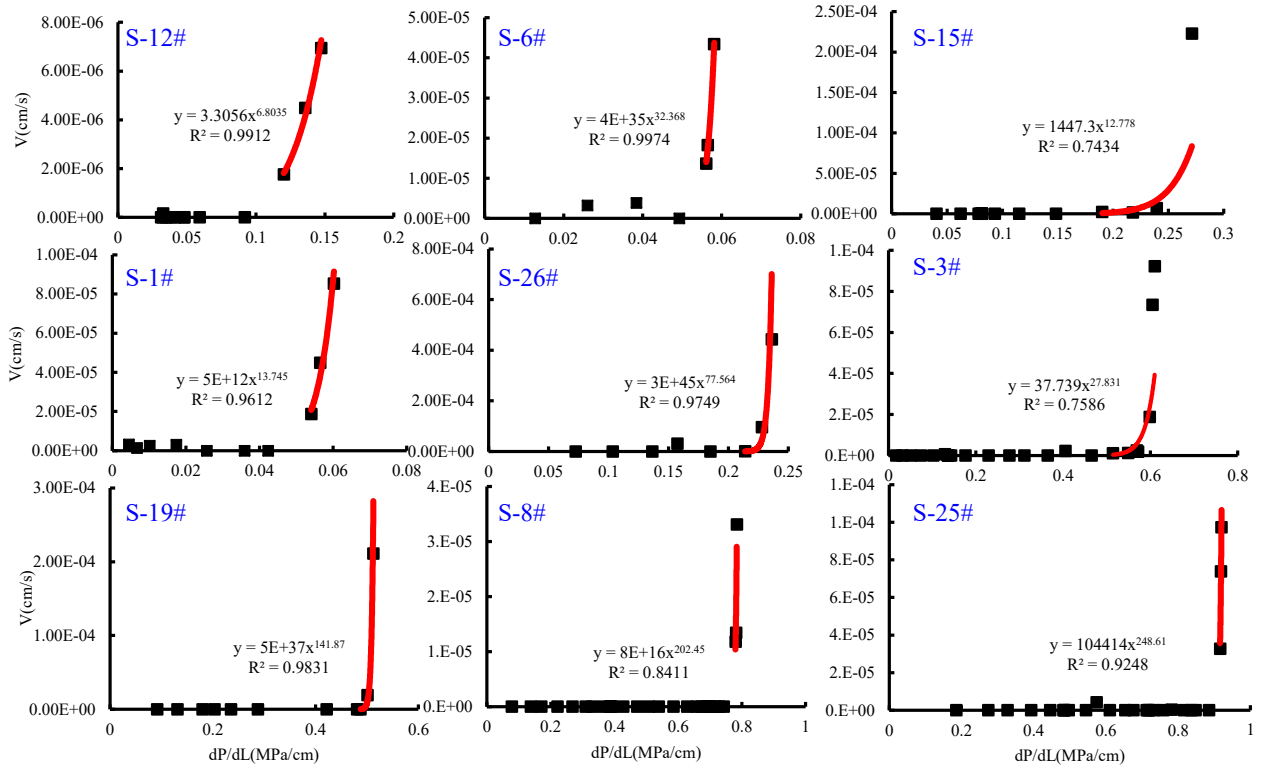 S-12#
V(cm/s)
8.00E-06
6.00E-06
4.00E-06
2.00E-06
0.00E+00
y = 3.3056x^6.8035
R² = 0.9912
0
0.05
0.1
0.15
0.2
S-6#
5.00E-05
4.00E-05
3.00E-05
2.00E-05
1.00E-05
0.00E+00
y = 4E+35x^32.368
R² = 0.9974
0
0.02
0.04
0.06
0.08
S-15#
2.50E-04
2.00E-04
1.50E-04
1.00E-04
5.00E-05
0.00E+00
y = 1447.3x^12.778
R² = 0.7434
0
0.05
0.1
0.15
0.2
0.25
0.3
S-1#
V(cm/s)
1.00E-04
8.00E-05
6.00E-05
4.00E-05
2.00E-05
0.00E+00
y = 5E+12x^13.745
R² = 0.9612
0
0.02
0.04
0.06
0.08
S-26#
8.00E-04
6.00E-04
4.00E-04
2.00E-04
0.00E+00
y = 3E+45x^77.564
R² = 0.9749
0
0.05
0.1
0.15
0.2
0.25
S-3#
1.E-04
8.E-05
6.E-05
4.E-05
2.E-05
0.E+00
y = 37.739x^27.831
R² = 0.7586
0
0.2
0.4
0.6
0.8
S-19#
V(cm/s)
3.00E-04
2.00E-04
1.00E-04
0.00E+00
y = 5E+37x^141.87
R² = 0.9831
0
0.2
0.4
0.6
dP/dL(MPa/cm)
S-8#
4.E-05
3.E-05
2.E-05
1.E-05
0.E+00
y = 8E+16x^202.45
R² = 0.8411
0
0.2
0.4
0.6
0.8
1
dP/dL(MPa/cm)
S-25#
1.E-04
1.E-04
8.E-05
6.E-05
4.E-05
2.E-05
0.E+00
y = 104414x^248.61
R² = 0.9248
0
0.2
0.4
0.6
0.8
1
dP/dL(MPa/cm)